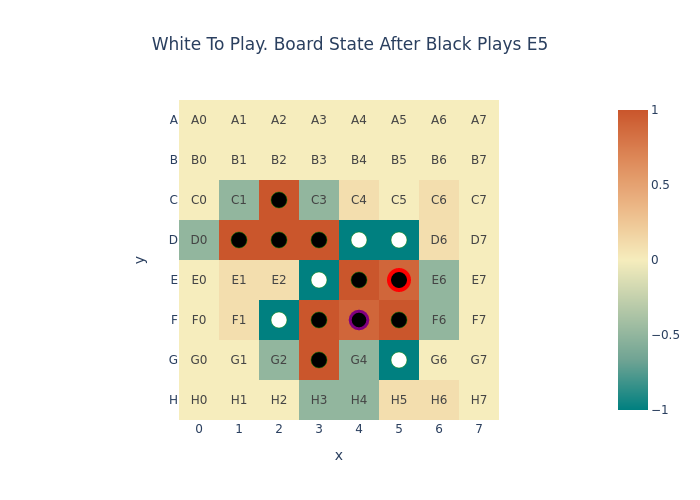 White To Play. Board State After Black Plays E5
A A0 A1 A2 A3 A4 A5 A6 A7
B B0 B1 B2 B3 B4 B5 B6 B7
C C0 C1 C3 C4 C5 C6 C7
D D0 D6 D7
E E0 E1 E2 E6 E7
F F0 F1 F6 F7
G G0 G1 G2 G4 G6 G7
H H0 H1 H2 H3 H4 H5 H6 H7
0 1 2 3 4 5 6 7
x
y
1
0.5
0
−0.5
−1